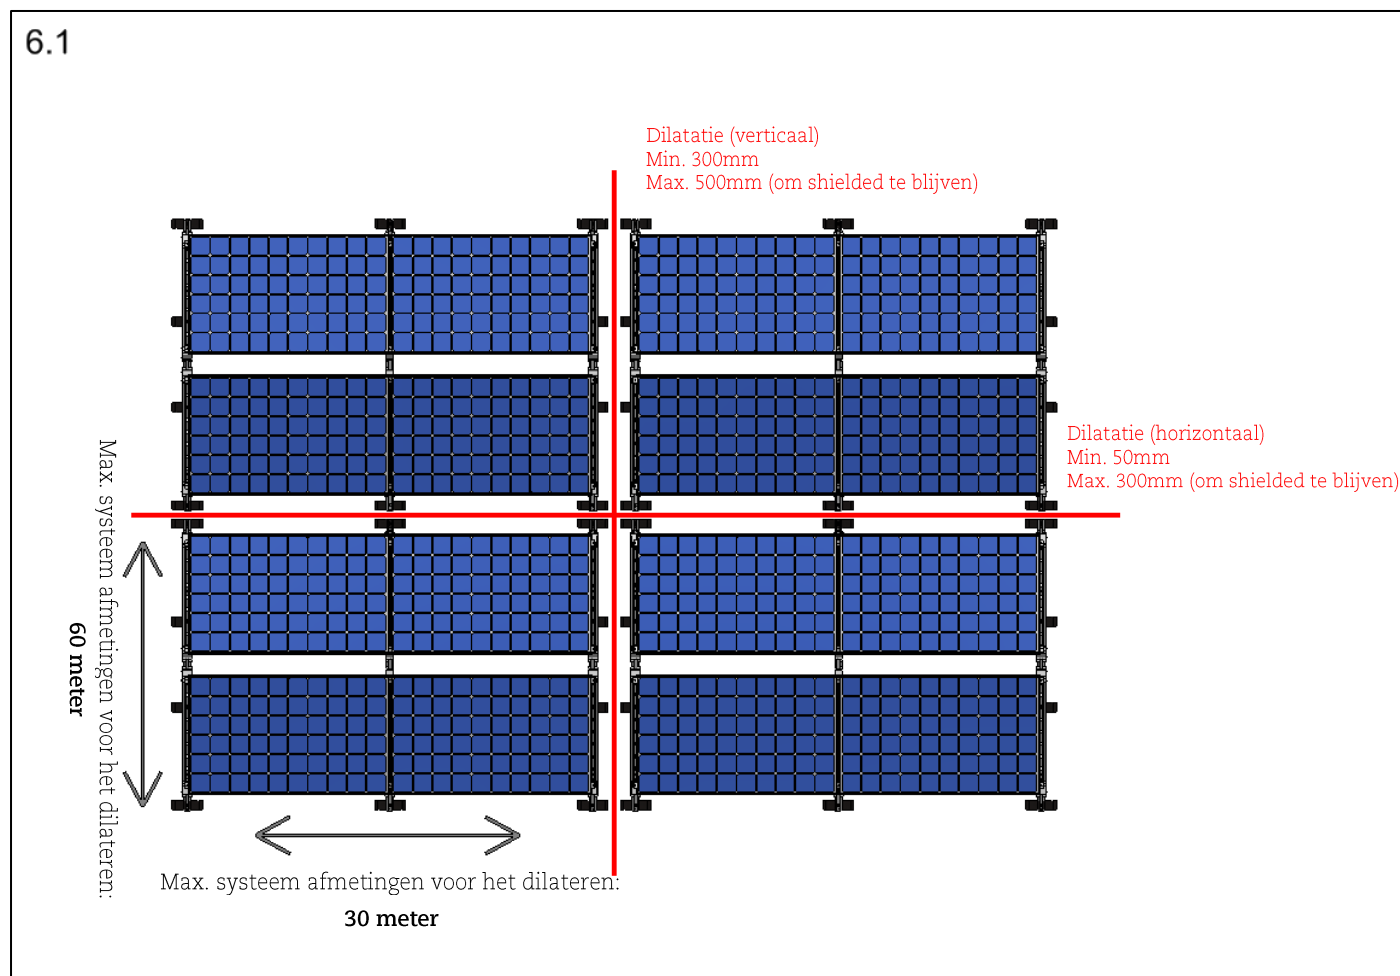 6.1
Dilatatie (verticaal)
Min. 300mm
Max. 500mm (om shielded te blijven)
Dilatatie (horizontaal)
Min. 50mm
Max. 300mm (om shielded te blijven)
Max. systeem afmetingen voor het dilateren:
60 meter
Max. systeem afmetingen voor het dilateren:
30 meter